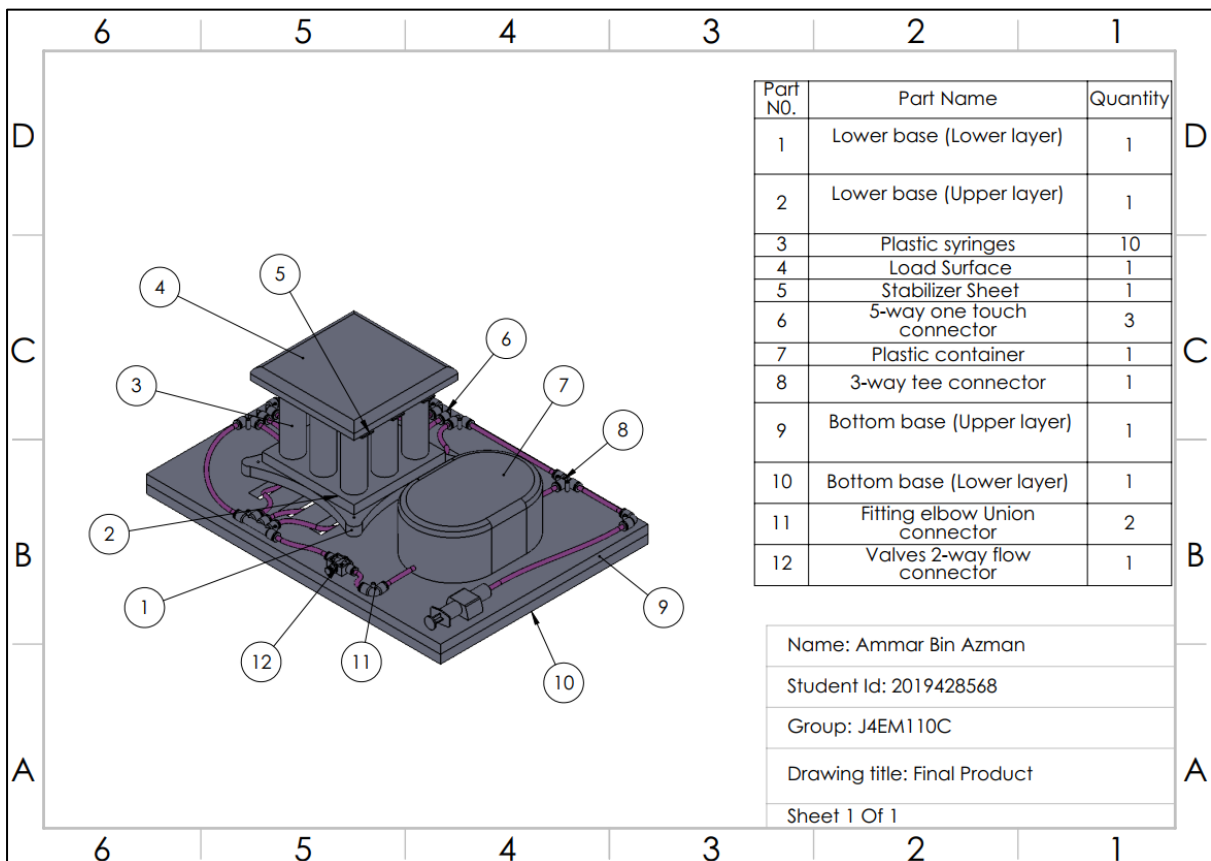 6 5 4 3 2 1
D D
C C
B B
A A
Part
N0. Part Name Quantity
1 Lower base (Lower layer) 1
2 Lower base (Upper layer) 1
3 Plastic syringes 10
4 Load Surface 1
5 Stabilizer Sheet 1
6 5-way one touch
connector 3
7 Plastic container 1
8 3-way tee connector 1
9 Bottom base (Upper layer) 1
10 Bottom base (Lower layer) 1
11 Fitting elbow Union
connector 2
12 Valves 2-way flow
connector 1
5
4
6
3
7
8
2
1
12
11
10
9
Name: Ammar Bin Azman
Student Id: 2019428568
Group: J4EM110C
Drawing title: Final Product
Sheet 1 Of 1
6 5 4 3 2 1